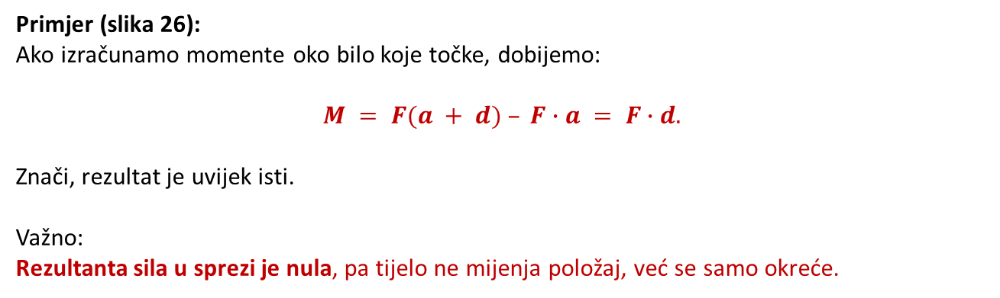 Primjer (slika 26):
Ako izračunamo momente oko bilo koje točke, dobijemo:
M = F(a + d) – F · a = F · d.
Znači, rezultat je uvijek isti.
Važno:
Rezultanta sila u sprezi je nula, pa tijelo ne mijenja položaj, već se samo okreće.